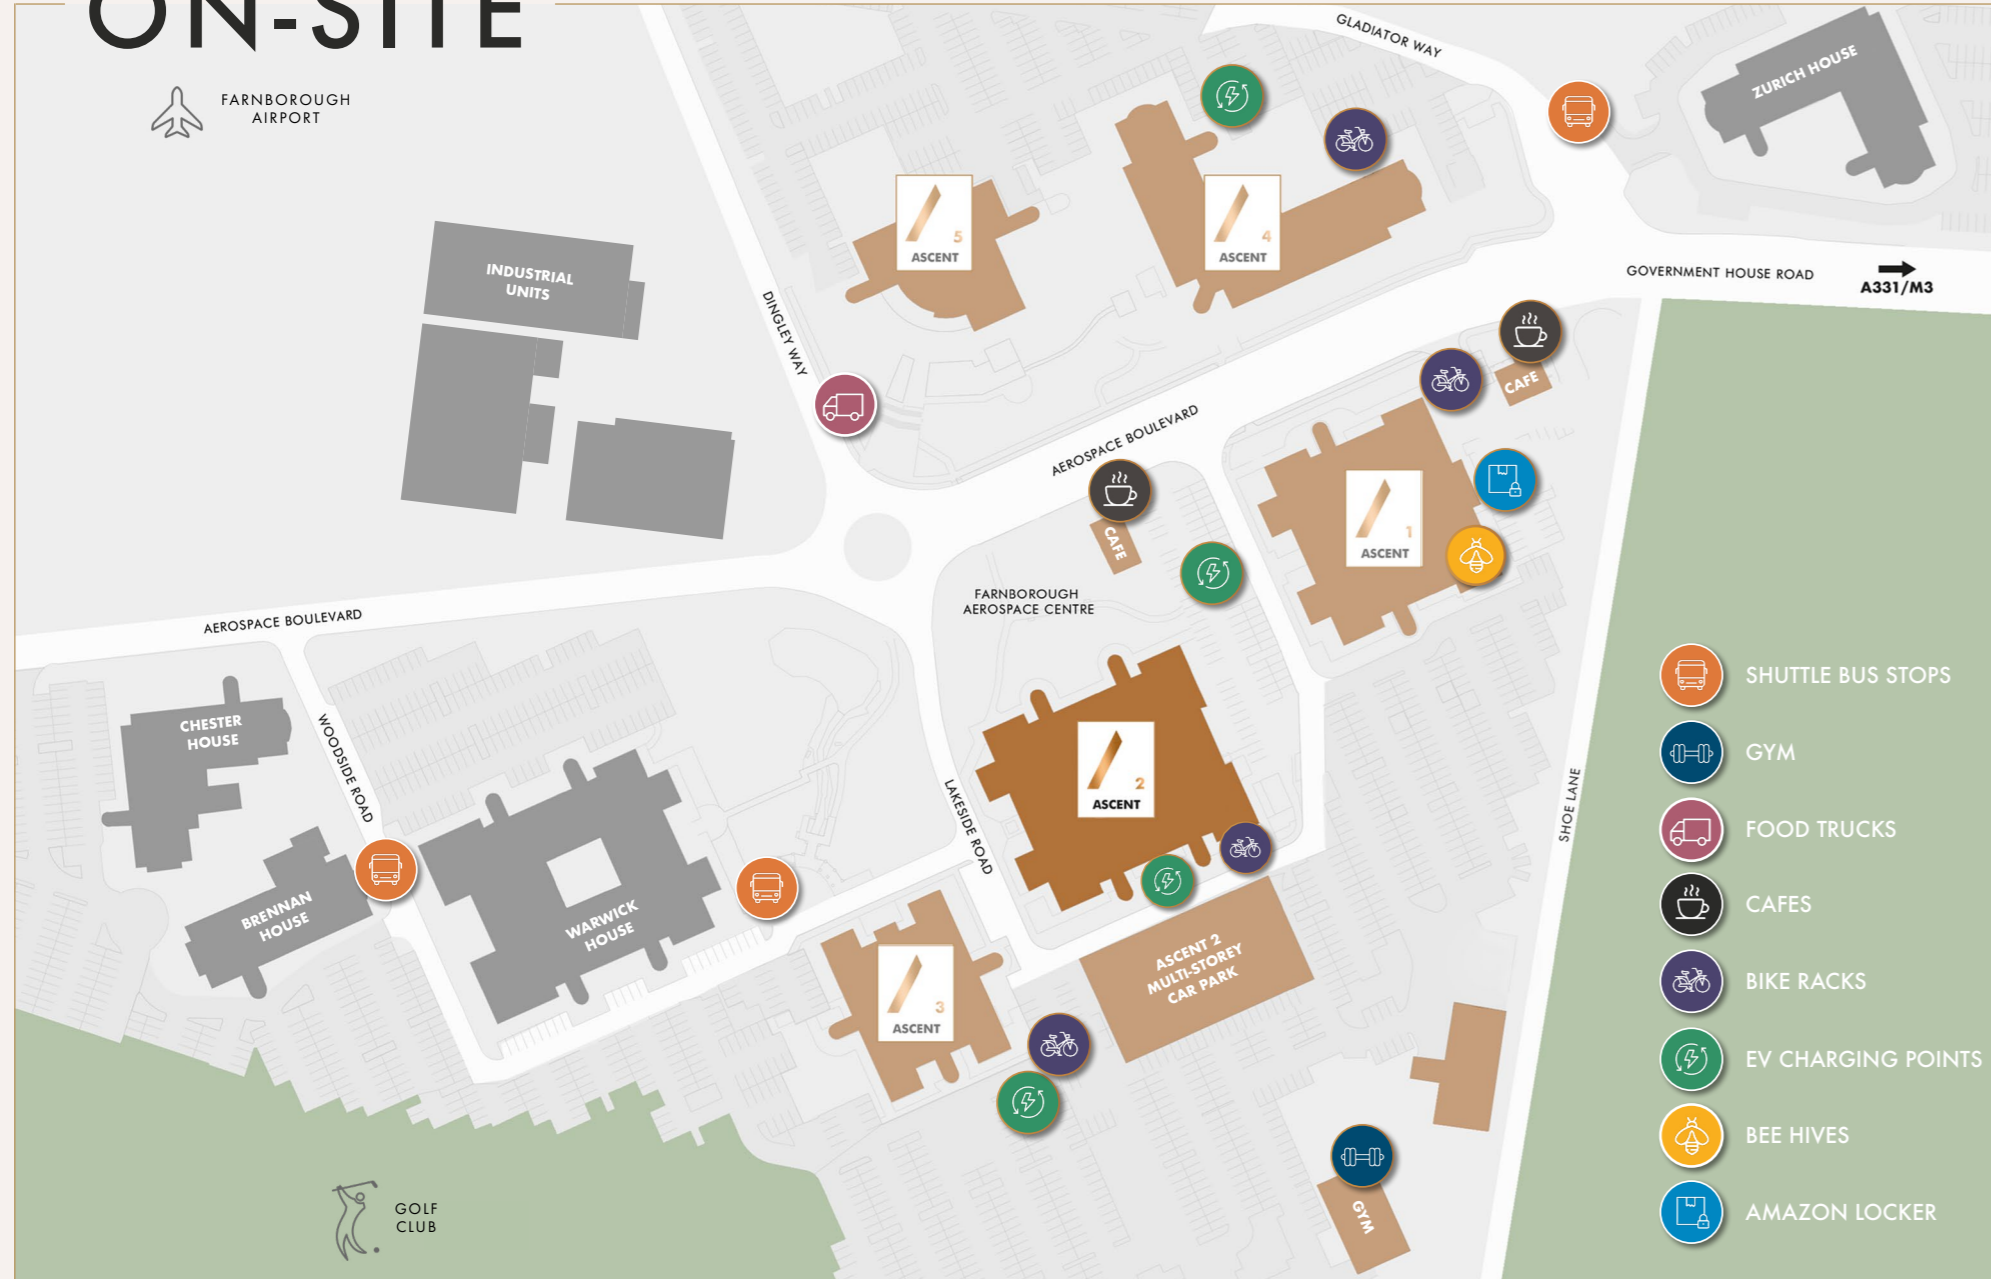 ON-SITE
FARNBOROUGH
AIRPORT
GLADIATOR WAY
ZURICH HOUSE
5
ASCENT
4
ASCENT
INDUSTRIAL
UNITS
DINGLEY WAY
GOVERNMENT HOUSE ROAD
A331/M3
CAFE
AEROSPACE BOULEVARD
CAFE
1
ASCENT
FARNBOROUGH
AEROSPACE CENTRE
AEROSPACE BOULEVARD
CHESTER
HOUSE
WOODSIDE ROAD
2
ASCENT
LAKESIDE ROAD
SHOE LANE
BRENNAN
HOUSE
WARWICK
HOUSE
ASCENT 2
MULTI-STOREY
CAR PARK
3
ASCENT
GYM
GOLF
CLUB
SHUTTLE BUS STOPS
GYM
FOOD TRUCKS
CAFES
BIKE RACKS
EV CHARGING POINTS
BEE HIVES
AMAZON LOCKER